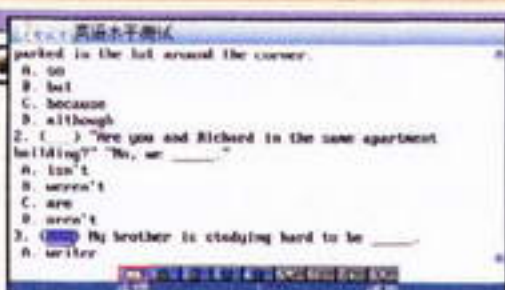 英语水平测试
parked in the lot around the corner.
A. so
B. but
C. because
D. although
2. (   ) "Are you and Richard in the same apartment
building?" "No, we _____."
A. isn't
B. weren't
C. are
D. aren't
3. (   ) My brother is studying hard to be _____.
A. writer